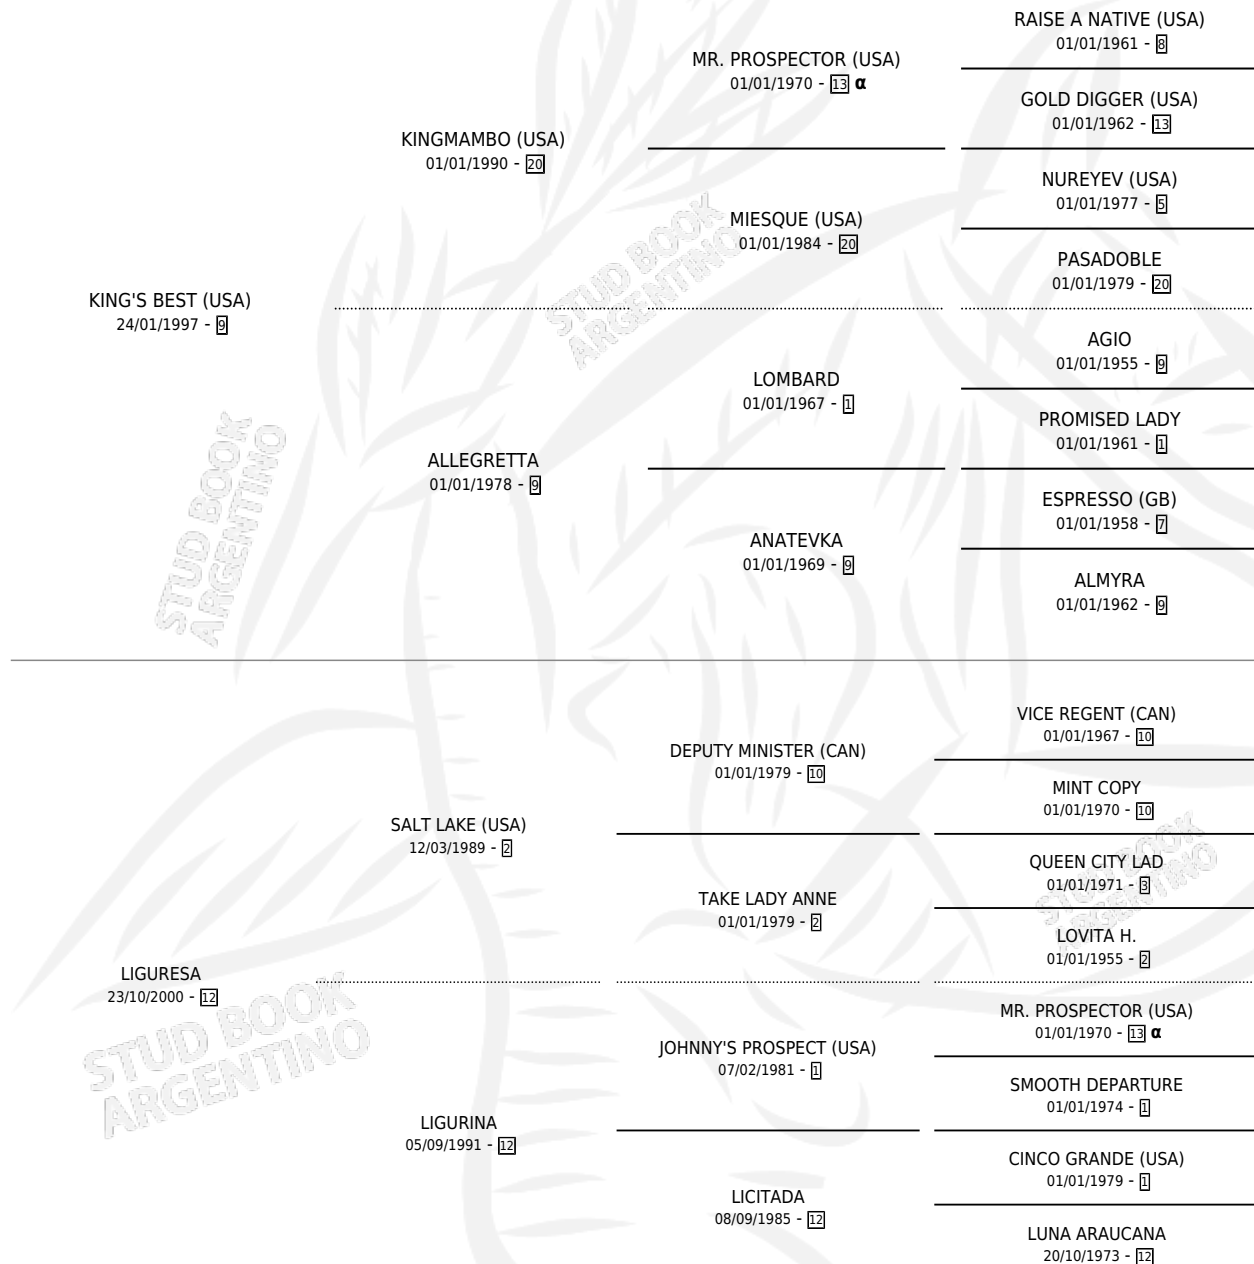 RAISE A NATIVE (USA)
01/01/1961 - 8
MR. PROSPECTOR (USA)
01/01/1970 - 13 α
GOLD DIGGER (USA)
01/01/1962 - 13
KINGMAMBO (USA)
01/01/1990 - 20
NUREYEV (USA)
01/01/1977 - 5
MIESQUE (USA)
01/01/1984 - 20
PASADOBLE
01/01/1979 - 20
KING'S BEST (USA)
24/01/1997 - 9
AGIO
01/01/1955 - 9
LOMBARD
01/01/1967 - 1
PROMISED LADY
01/01/1961 - 1
ALLEGRETTA
01/01/1978 - 9
ESPRESSO (GB)
01/01/1958 - 7
ANATEVKA
01/01/1969 - 9
ALMYRA
01/01/1962 - 9
VICE REGENT (CAN)
01/01/1967 - 10
DEPUTY MINISTER (CAN)
01/01/1979 - 10
MINT COPY
01/01/1970 - 10
SALT LAKE (USA)
12/03/1989 - 2
QUEEN CITY LAD
01/01/1971 - 3
TAKE LADY ANNE
01/01/1979 - 2
LOVITA H.
01/01/1955 - 2
LIGURESA
23/10/2000 - 12
MR. PROSPECTOR (USA)
01/01/1970 - 13 α
JOHNNY'S PROSPECT (USA)
07/02/1981 - 1
SMOOTH DEPARTURE
01/01/1974 - 1
LIGURINA
05/09/1991 - 12
CINCO GRANDE (USA)
01/01/1979 - 1
LICITADA
08/09/1985 - 12
LUNA ARAUCANA
20/10/1973 - 12
STUD BOOK
ARGENTINO
STUD BOOK
ARGENTINO
STUD BOOK
ARGENTINO
STUD BOOK
ARGENTINO